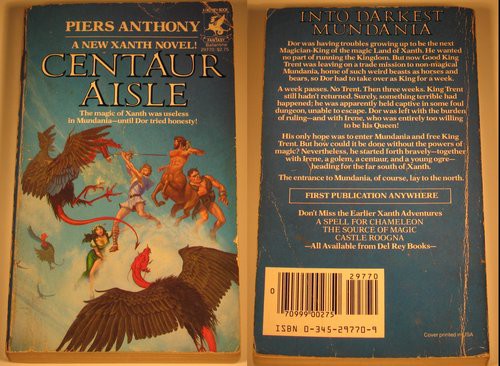 PIERS ANTHONY
A NEW XANTH NOVEL!
FANTASY
Ballantine
CENTAUR
AISLE
The magic of Xanth was useless
in Mundania—until Dor tried honesty!
INTO DARKEST
MUNDANIA
Dor was having troubles growing up to be the next
Magician-King of the magic Land of Xanth. He wanted
no part of running the Kingdom. But now Good King
Trent was leaving on a trade mission to non-magical
Mundania, home of such weird beasts as horses and
bears, so Dor had to take over as King for a week.
A week passes. No Trent. Then three weeks. King Trent
still hadn't returned. Surely, something terrible had
happened; he was apparently held captive in some foul
dungeon, unable to escape. Dor was left with the burden
of ruling—and with Irene, who was entirely too willing
to be his Queen!
His only hope was to enter Mundania and free King
Trent. But how could it be done without the powers of
magic? Nevertheless, he started forth bravely—together
with Irene, a golem, a centaur, and a young ogre—
heading for the far south of Xanth.
The entrance to Mundania, of course, lay to the north.
FIRST PUBLICATION ANYWHERE
Don't Miss the Earlier Xanth Adventures
A SPELL FOR CHAMELEON
THE SOURCE OF MAGIC
CASTLE ROOGNA
—All Available from Del Rey Books—
29770
0
70999 00275
ISBN 0-345-29770-9
Cover printed in USA